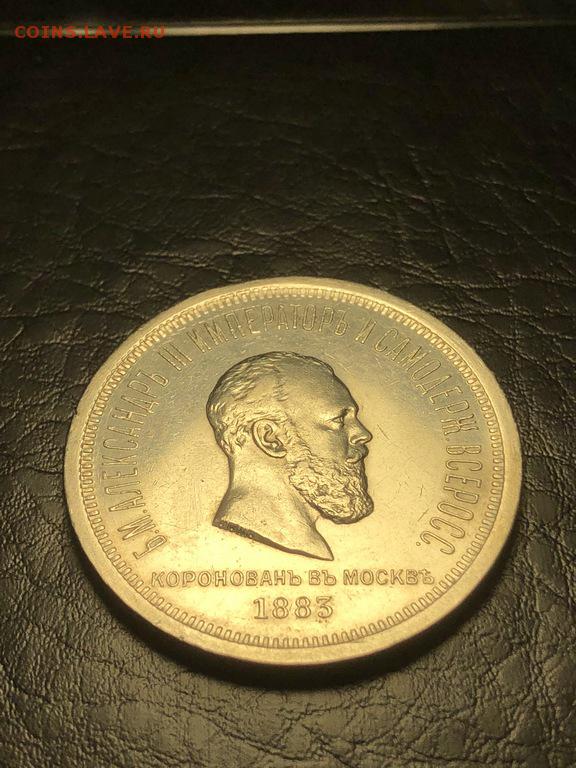 COINS.LAVE.RU
Б.М.АЛЕКСАНДРЪ III ИМПЕРАТОРЪ И САМОДЕРЖ. ВСЕРОСС.
КОРОНОВАНЪ ВЪ МОСКВѢ
1883